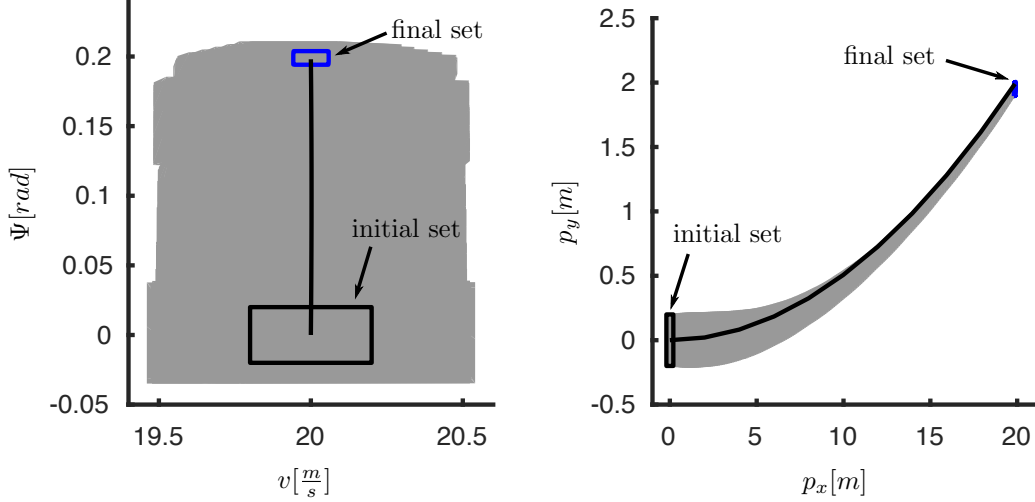 final set
initial set
0.2
0.15
0.1
0.05
0
-0.05
19.5
20
20.5
Ψ[rad]
v[m/s]
final set
initial set
2.5
2
1.5
1
0.5
0
-0.5
0
5
10
15
20
p_y[m]
p_x[m]